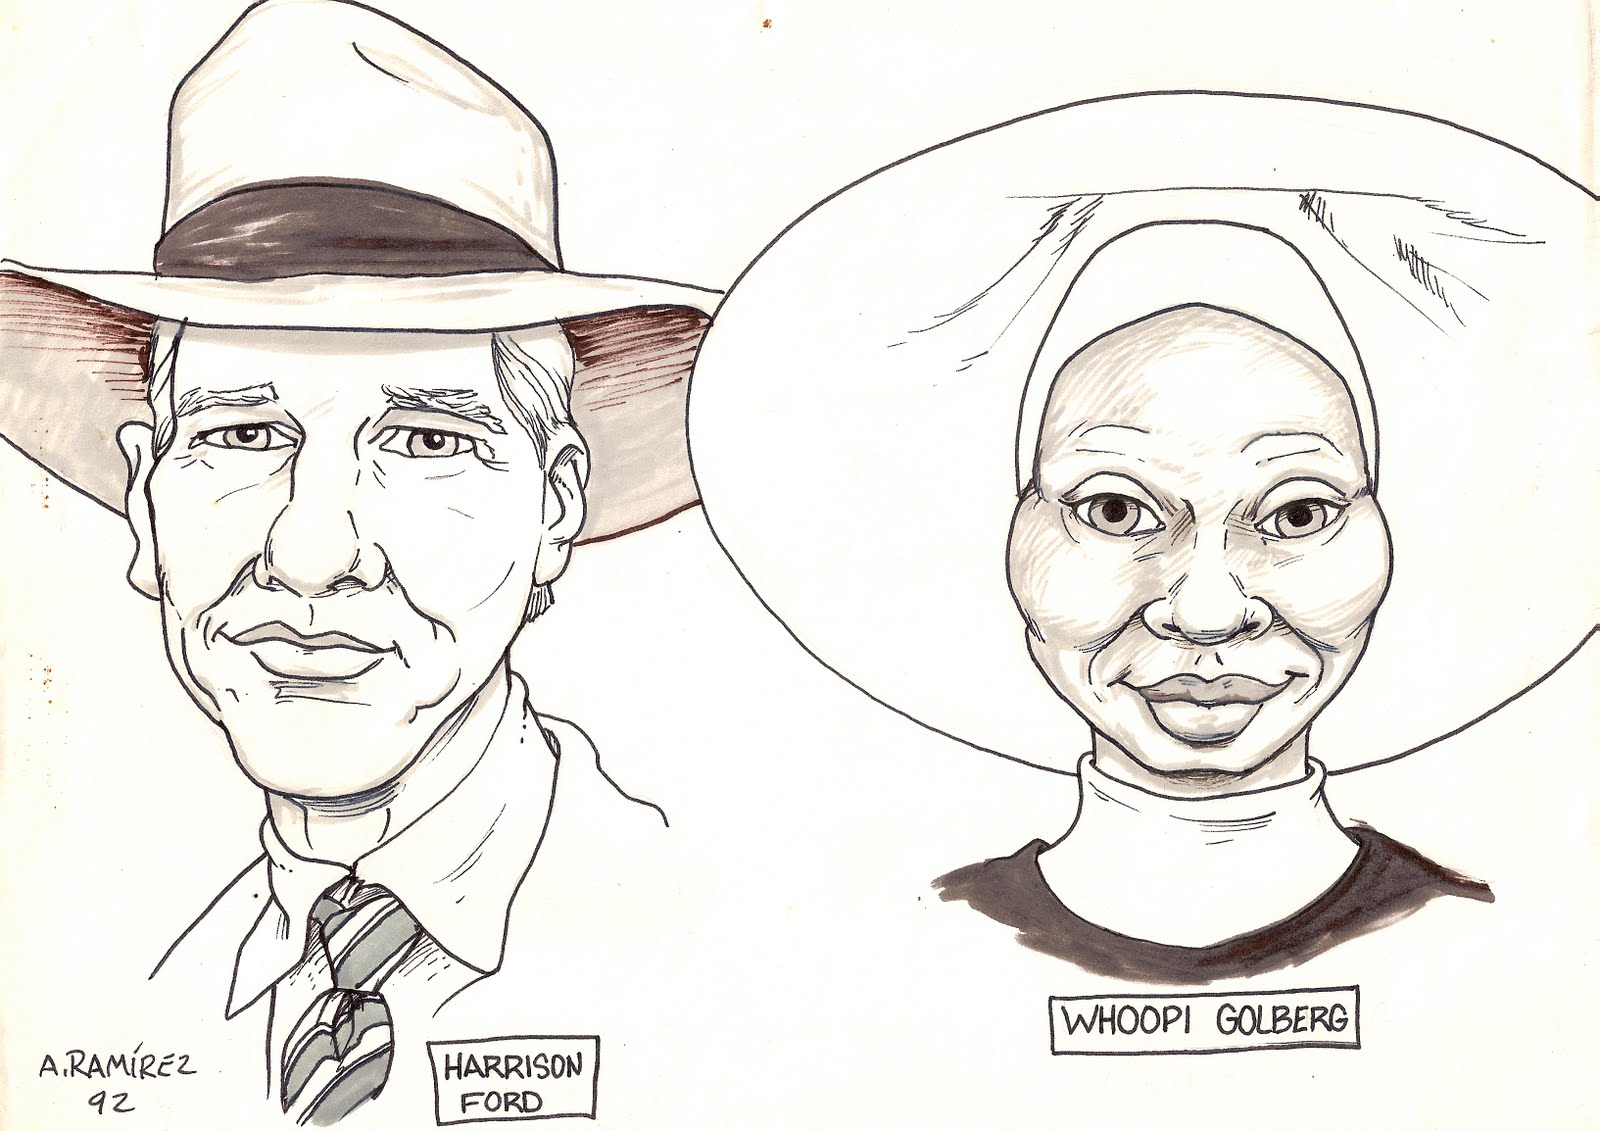 A. RAMÍREZ
92
HARRISON
FORD
WHOOPI GOLBERG